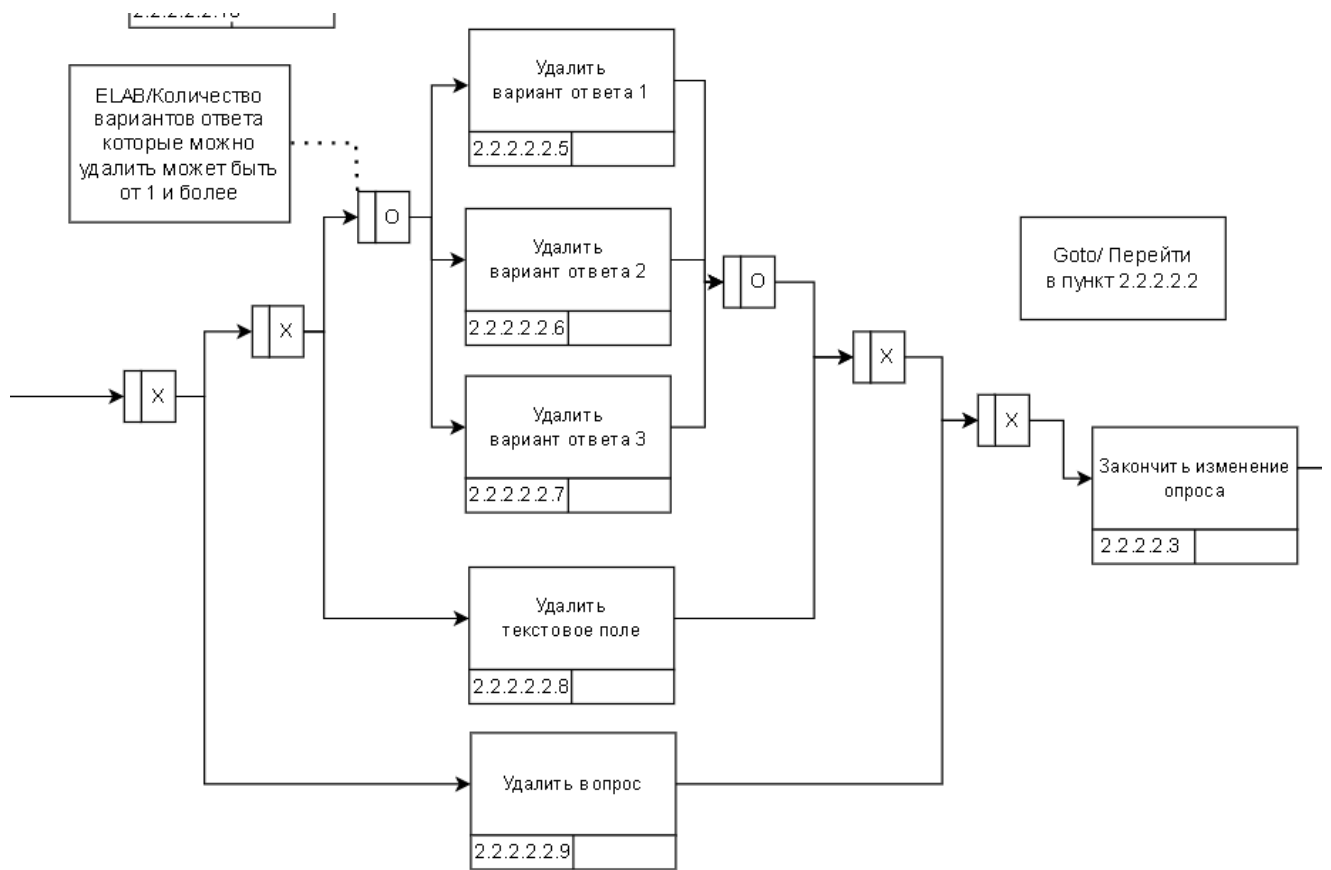 ELAB/Количество
вариантов ответа
которые можно
удалить может быть
от 1 и более
Удалить
вариант ответа 1
2.2.2.2.2.5
O
Удалить
вариант ответа 2
2.2.2.2.2.6
O
Goto/ Перейти
в пункт 2.2.2.2.2
X
X
X
X
Удалить
вариант ответа 3
2.2.2.2.2.7
Закончить изменение
опроса
2.2.2.2.3
Удалить
текстовое поле
2.2.2.2.2.8
Удалить вопрос
2.2.2.2.2.9